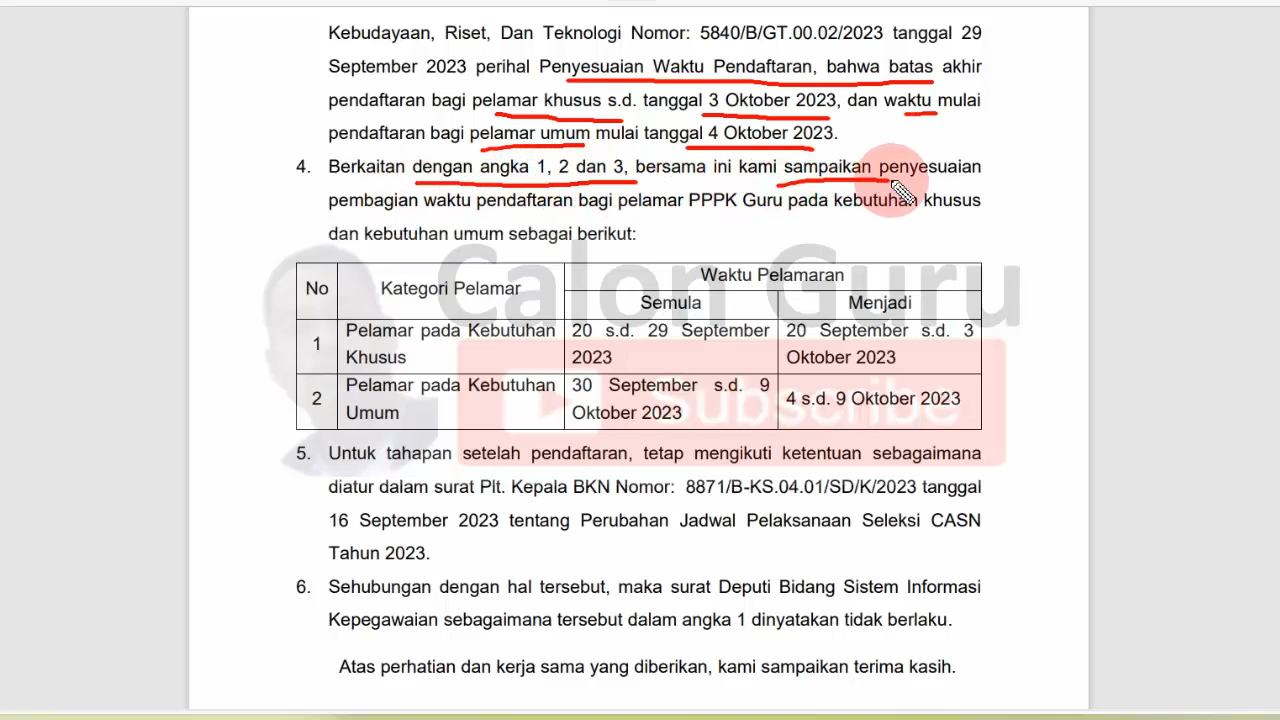 Calon Guru
Kebudayaan, Riset, Dan Teknologi Nomor: 5840/B/GT.00.02/2023 tanggal 29
September 2023 perihal Penyesuaian Waktu Pendaftaran, bahwa batas akhir
pendaftaran bagi pelamar khusus s.d. tanggal 3 Oktober 2023, dan waktu mulai
pendaftaran bagi pelamar umum mulai tanggal 4 Oktober 2023.
4. Berkaitan dengan angka 1, 2 dan 3, bersama ini kami sampaikan penyesuaian
pembagian waktu pendaftaran bagi pelamar PPPK Guru pada kebutuhan khusus
dan kebutuhan umum sebagai berikut:
Calon Guru
No Kategori Pelamar Waktu Pelamaran
Semula Menjadi
1 Pelamar pada Kebutuhan Khusus 20 s.d. 29 September 2023 20 September s.d. 3 Oktober 2023
2 Pelamar pada Kebutuhan Umum 30 September s.d. 9 Oktober 2023 4 s.d. 9 Oktober 2023
Subscribe
5. Untuk tahapan setelah pendaftaran, tetap mengikuti ketentuan sebagaimana
diatur dalam surat Plt. Kepala BKN Nomor: 8871/B-KS.04.01/SD/K/2023 tanggal
16 September 2023 tentang Perubahan Jadwal Pelaksanaan Seleksi CASN
Tahun 2023.
6. Sehubungan dengan hal tersebut, maka surat Deputi Bidang Sistem Informasi
Kepegawaian sebagaimana tersebut dalam angka 1 dinyatakan tidak berlaku.
Atas perhatian dan kerja sama yang diberikan, kami sampaikan terima kasih.